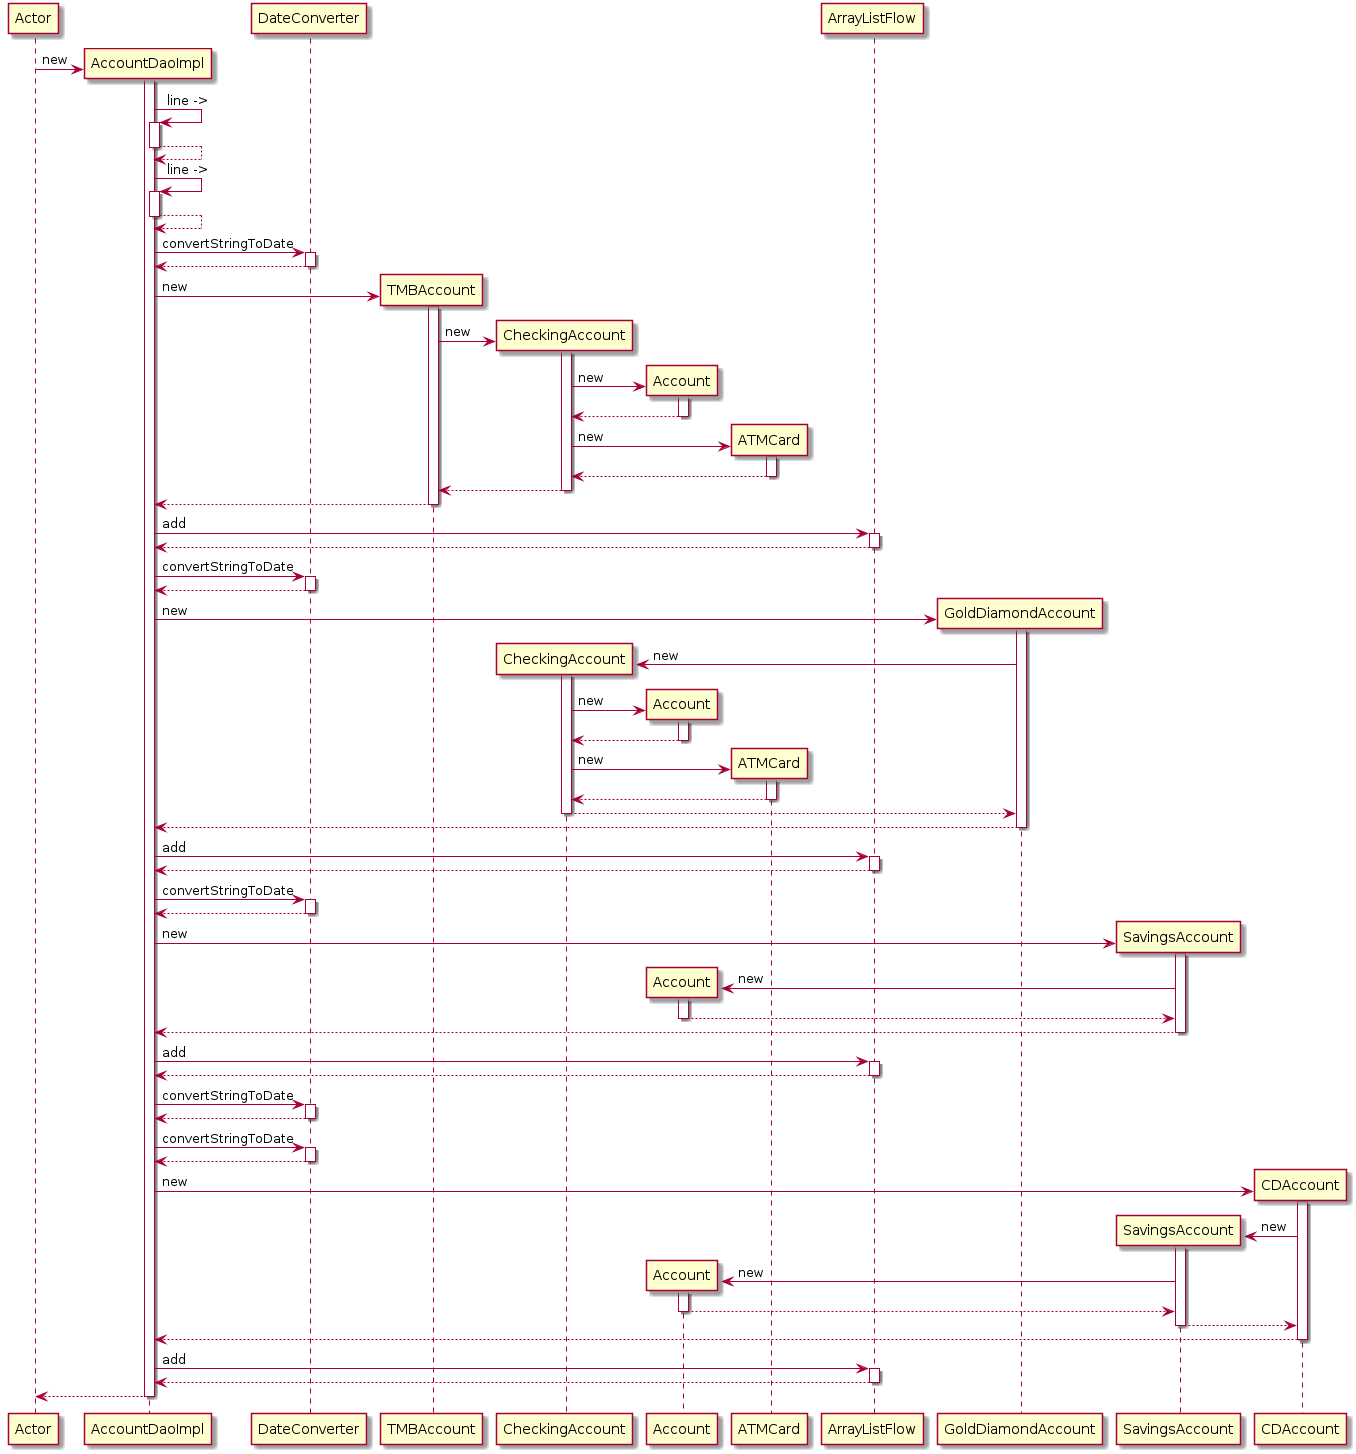 Actor
DateConverter
ArrayListFlow
new
AccountDaoImpl
line ->
line ->
convertStringToDate
new
TMBAccount
new
CheckingAccount
new
Account
new
ATMCard
add
convertStringToDate
new
GoldDiamondAccount
CheckingAccount
new
new
Account
new
ATMCard
add
convertStringToDate
new
SavingsAccount
Account
new
add
convertStringToDate
convertStringToDate
new
CDAccount
SavingsAccount
new
Account
new
add
Actor
AccountDaoImpl
DateConverter
TMBAccount
CheckingAccount
Account
ATMCard
ArrayListFlow
GoldDiamondAccount
SavingsAccount
CDAccount